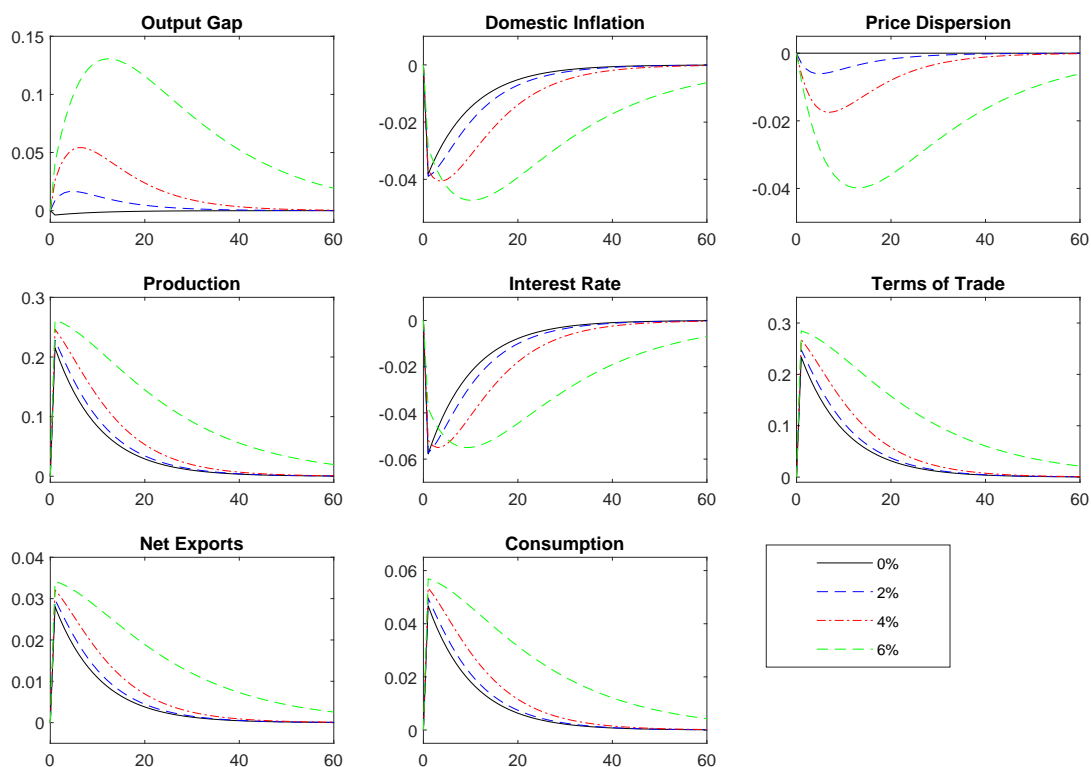 Output Gap
0.15
0.1
0.05
0
0 20 40 60
Domestic Inflation
0
-0.02
-0.04
0 20 40 60
Price Dispersion
0
-0.02
-0.04
0 20 40 60
Production
0.3
0.2
0.1
0
0 20 40 60
Interest Rate
0
-0.02
-0.04
-0.06
0 20 40 60
Terms of Trade
0.3
0.2
0.1
0
0 20 40 60
Net Exports
0.04
0.03
0.02
0.01
0
0 20 40 60
Consumption
0.06
0.04
0.02
0
0 20 40 60
0%
2%
4%
6%